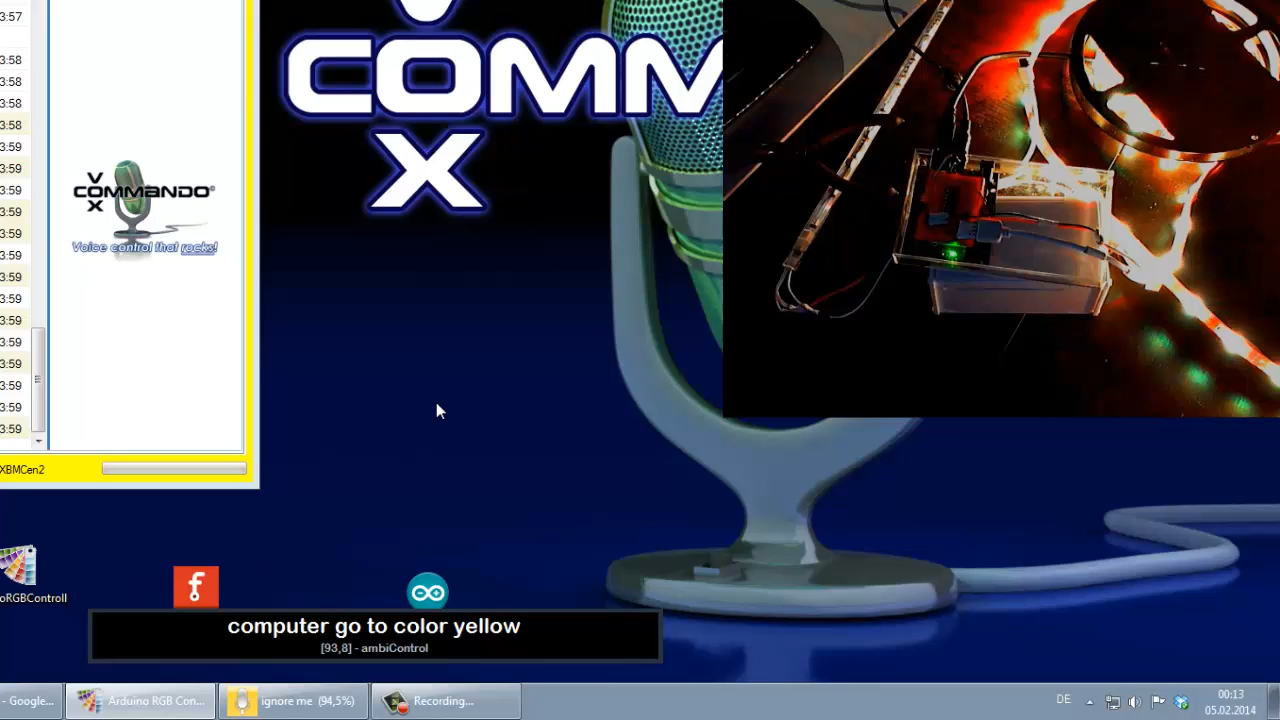 3:57
3:58
3:58
3:58
3:58
3:59
3:59
3:59
3:59
3:59
3:59
3:59
3:59
3:59
3:59
3:59
3:59
3:59
3:59
V
COMMANDO®
X
Voice control that rocks!
XBMCen2
V
COMM
X
oRGBControll
f
computer go to color yellow
[93,8] - ambiControl
- Google...
Arduino RGB Con...
ignore me (94,5%)
Recording...
DE
00:13
05.02.2014